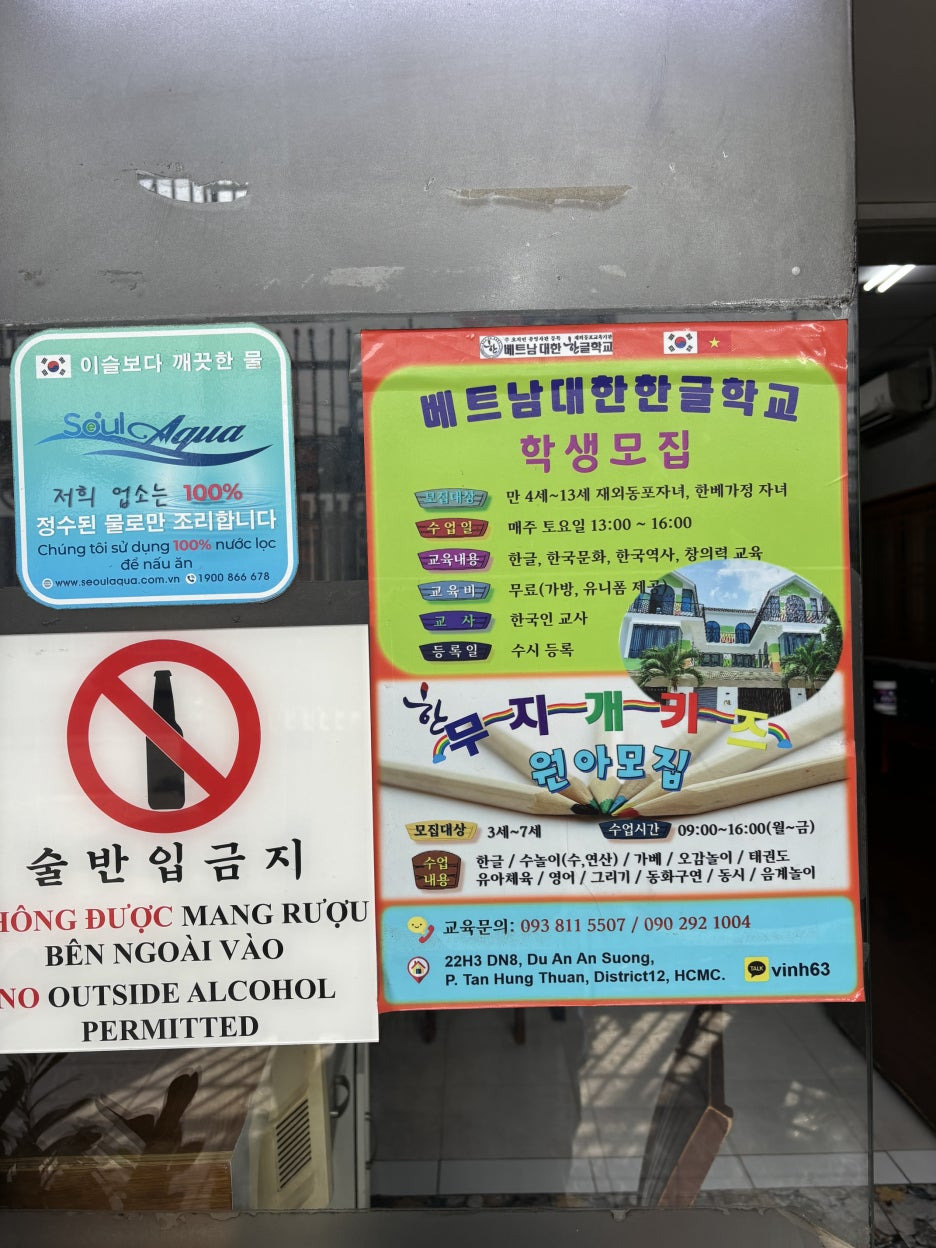 이슬보다 깨끗한 물
Seoul Aqua
저희 업소는 100%
정수된 물로만 조리합니다
Chúng tôi sử dụng 100% nước lọc
để nấu ăn
www.seoulaqua.com.vn 1900 866 678
술 반 입 금 지
HÔNG ĐƯỢC MANG RƯỢU
BÊN NGOÀI VÀO
NO OUTSIDE ALCOHOL
PERMITTED
재외동포교육기관
베트남 대한 한글학교
베트남대한한글학교
학생모집
모집대상 만 4세~13세 재외동포자녀, 한베가정 자녀
수업일 매주 토요일 13:00 ~ 16:00
교육내용 한글, 한국문화, 한국역사, 창의력 교육
교육비 무료(가방, 유니폼 제공)
교 사 한국인 교사
등록일 수시 등록
한 무지개키즈
원아모집
모집대상 3세~7세 수업시간 09:00~16:00(월~금)
수업 내용 한글 / 수놀이(수,연산) / 가베 / 오감놀이 / 태권도
유아체육 / 영어 / 그리기 / 동화구연 / 동시 / 음계놀이
교육문의: 093 811 5507 / 090 292 1004
22H3 DN8, Du An An Suong,
P. Tan Hung Thuan, District12, HCMC.
TALK vinh63